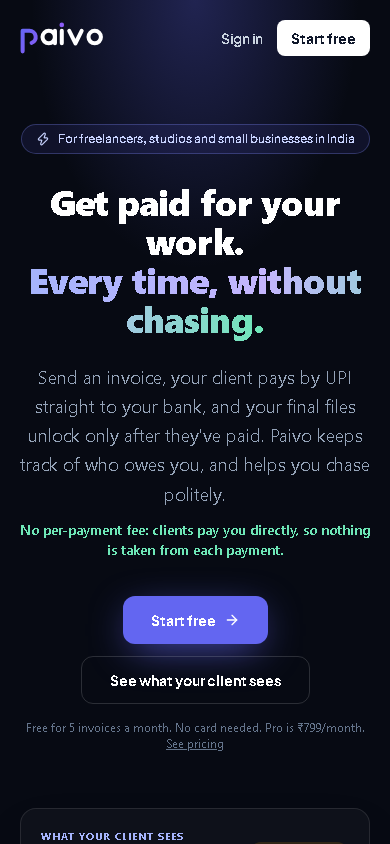 paivo
Sign in
Start free
For freelancers, studios and small businesses in India
Get paid for your
work.
Every time, without
chasing.
Send an invoice, your client pays by UPI
straight to your bank, and your final files
unlock only after they've paid. Paivo keeps
track of who owes you, and helps you chase
politely.
No per-payment fee: clients pay you directly, so nothing
is taken from each payment.
Start free
See what your client sees
Free for 5 invoices a month. No card needed. Pro is ₹799/month.
See pricing
WHAT YOUR CLIENT SEES